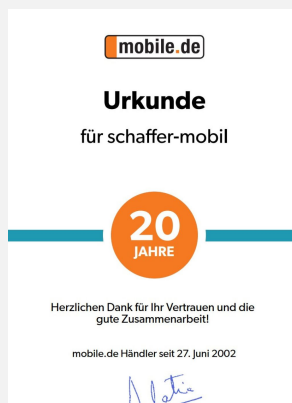 mobile.de
Urkunde
für schaffer-mobil
20
JAHRE
Herzlichen Dank für Ihr Vertrauen und die
gute Zusammenarbeit!
mobile.de Händler seit 27. Juni 2002